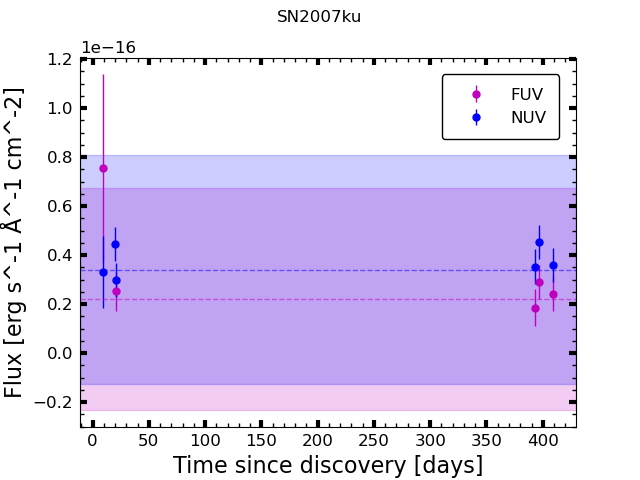 SN2007ku
1e−16
1.2
1.0
0.8
0.6
0.4
0.2
0.0
−0.2
FUV
NUV
0 50 100 150 200 250 300 350 400
Time since discovery [days]
Flux [erg s^-1 Å^-1 cm^-2]